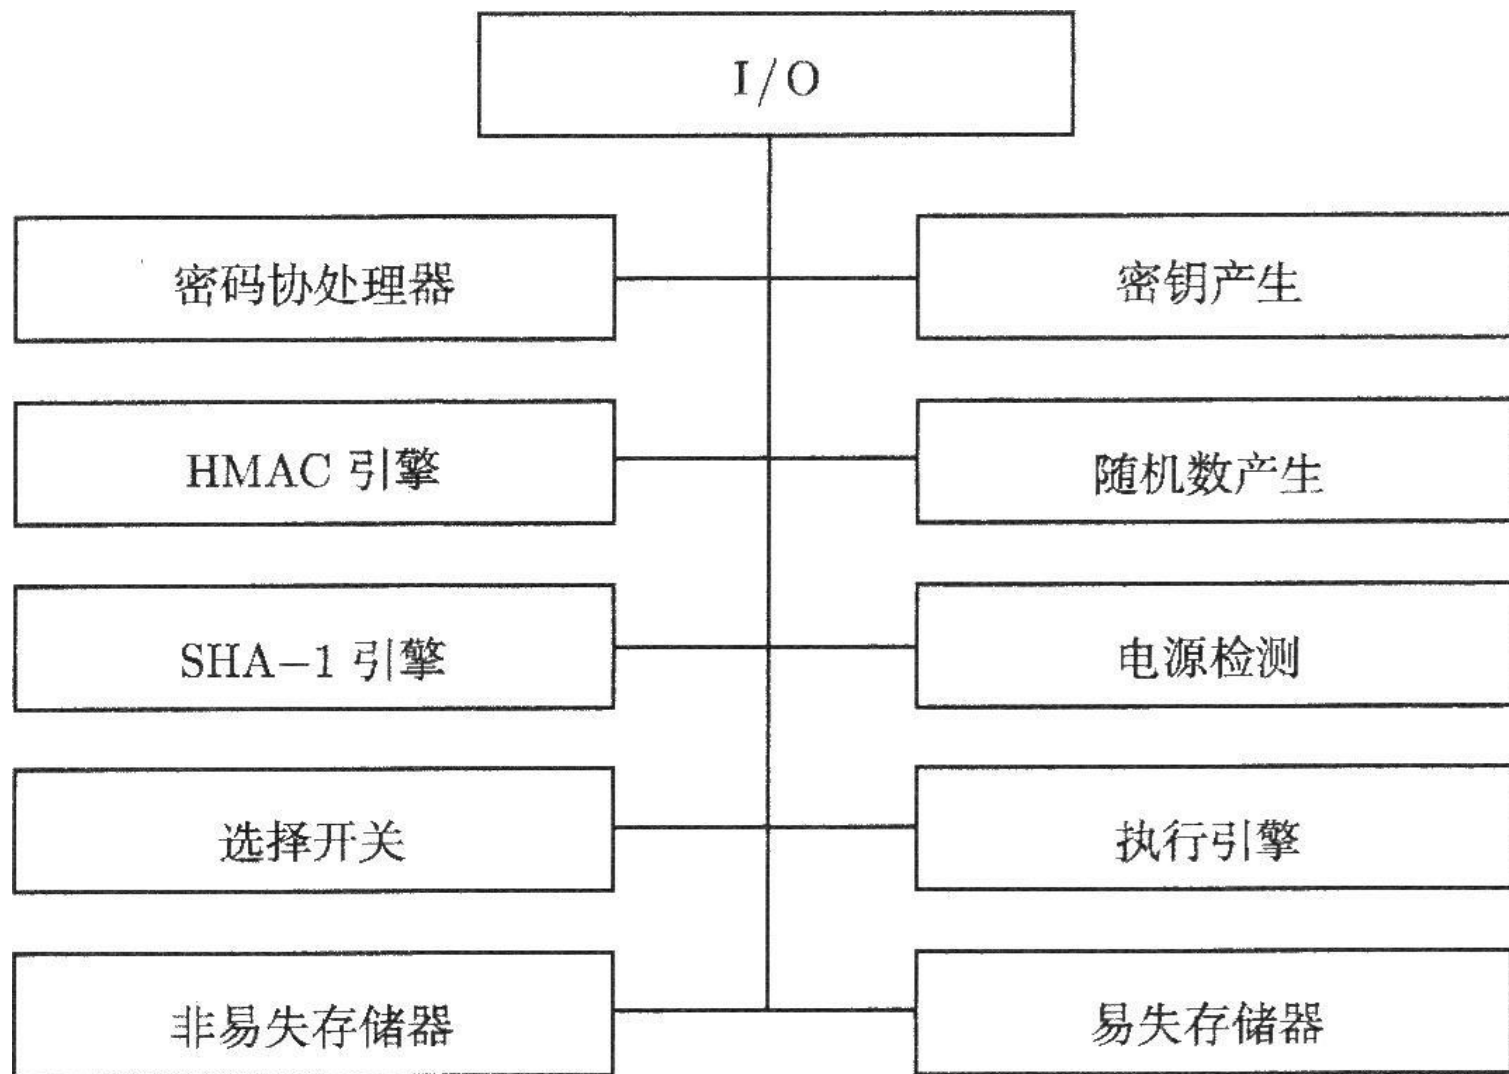 I/O
密码协处理器
密钥产生
HMAC 引擎
随机数产生
SHA-1 引擎
电源检测
选择开关
执行引擎
非易失存储器
易失存储器